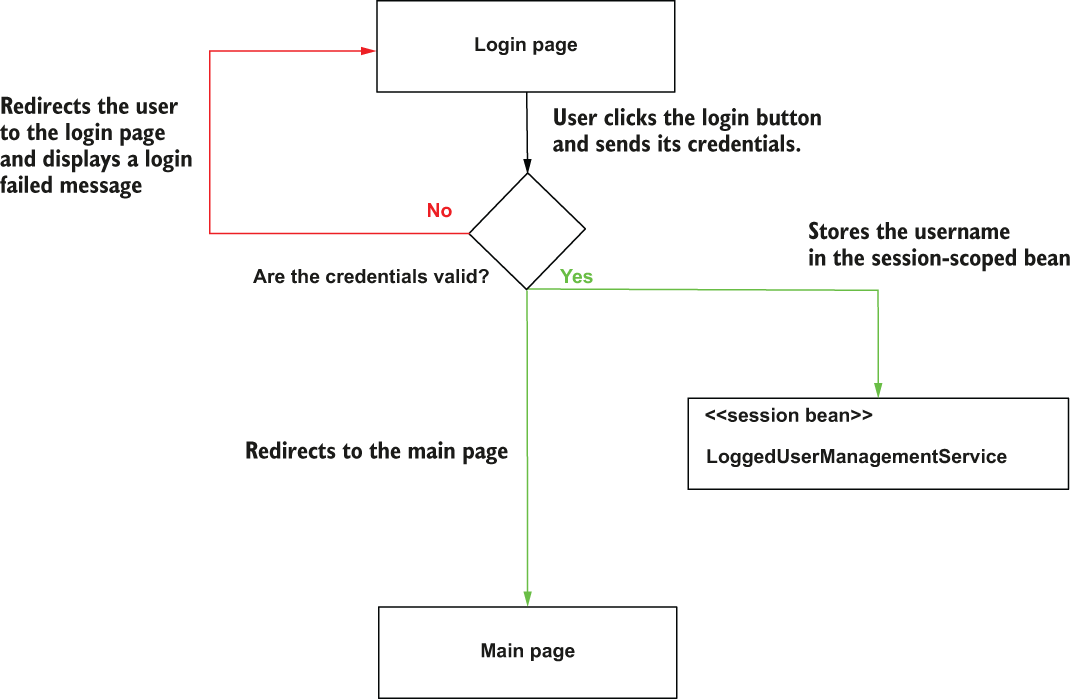 Login page
Redirects the user
to the login page
and displays a login
failed message
User clicks the login button
and sends its credentials.
No
Are the credentials valid?
Yes
Stores the username
in the session-scoped bean
<<session bean>>
LoggedUserManagementService
Redirects to the main page
Main page